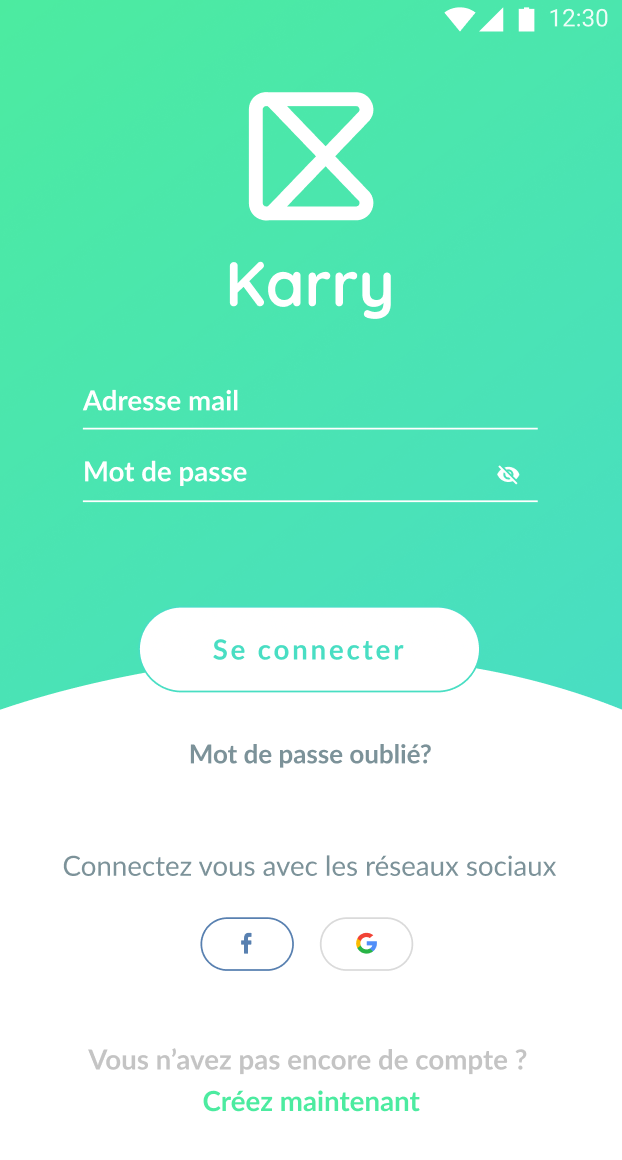 12:30
Karry
Adresse mail
Mot de passe
Se connecter
Mot de passe oublié?
Connectez vous avec les réseaux sociaux
f G
Vous n’avez pas encore de compte ?
Créez maintenant